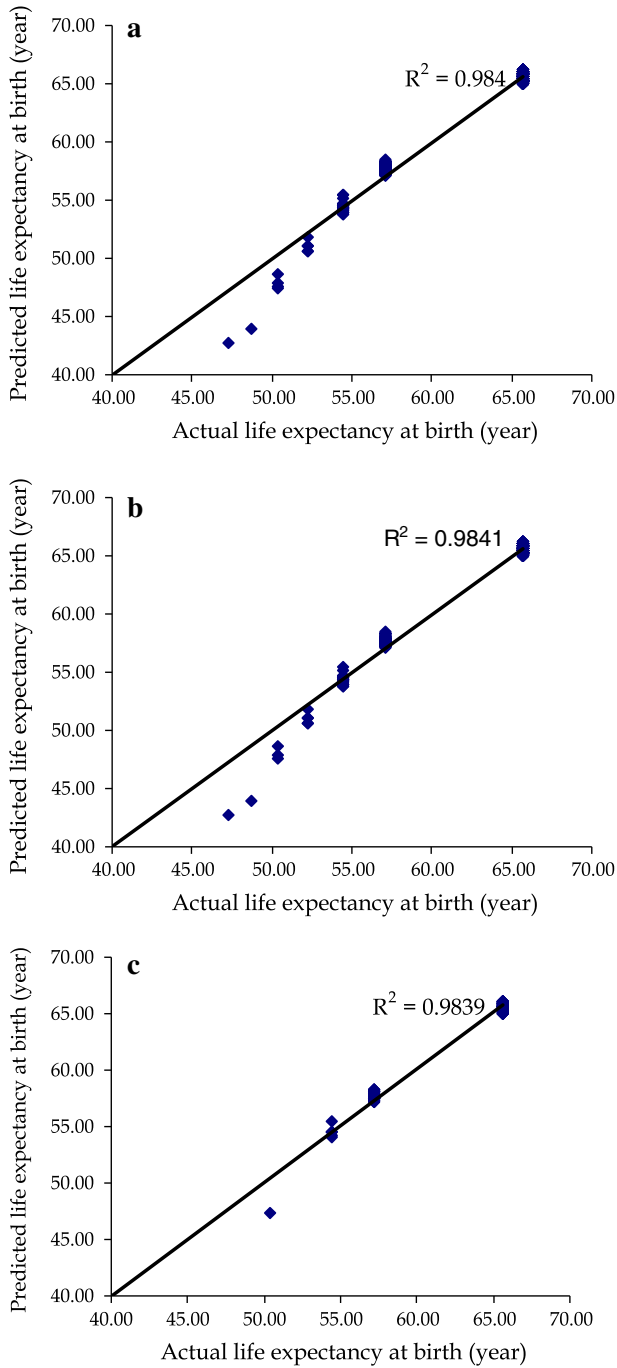 a
Predicted life expectancy at birth (year)
70.00
65.00
60.00
55.00
50.00
45.00
40.00
R² = 0.984
40.00 45.00 50.00 55.00 60.00 65.00 70.00
Actual life expectancy at birth (year)
b
Predicted life expectancy at birth (year)
70.00
65.00
60.00
55.00
50.00
45.00
40.00
R² = 0.9841
40.00 45.00 50.00 55.00 60.00 65.00 70.00
Actual life expectancy at birth (year)
c
Predicted life expectancy at birth (year)
70.00
65.00
60.00
55.00
50.00
45.00
40.00
R² = 0.9839
40.00 45.00 50.00 55.00 60.00 65.00 70.00
Actual life expectancy at birth (year)